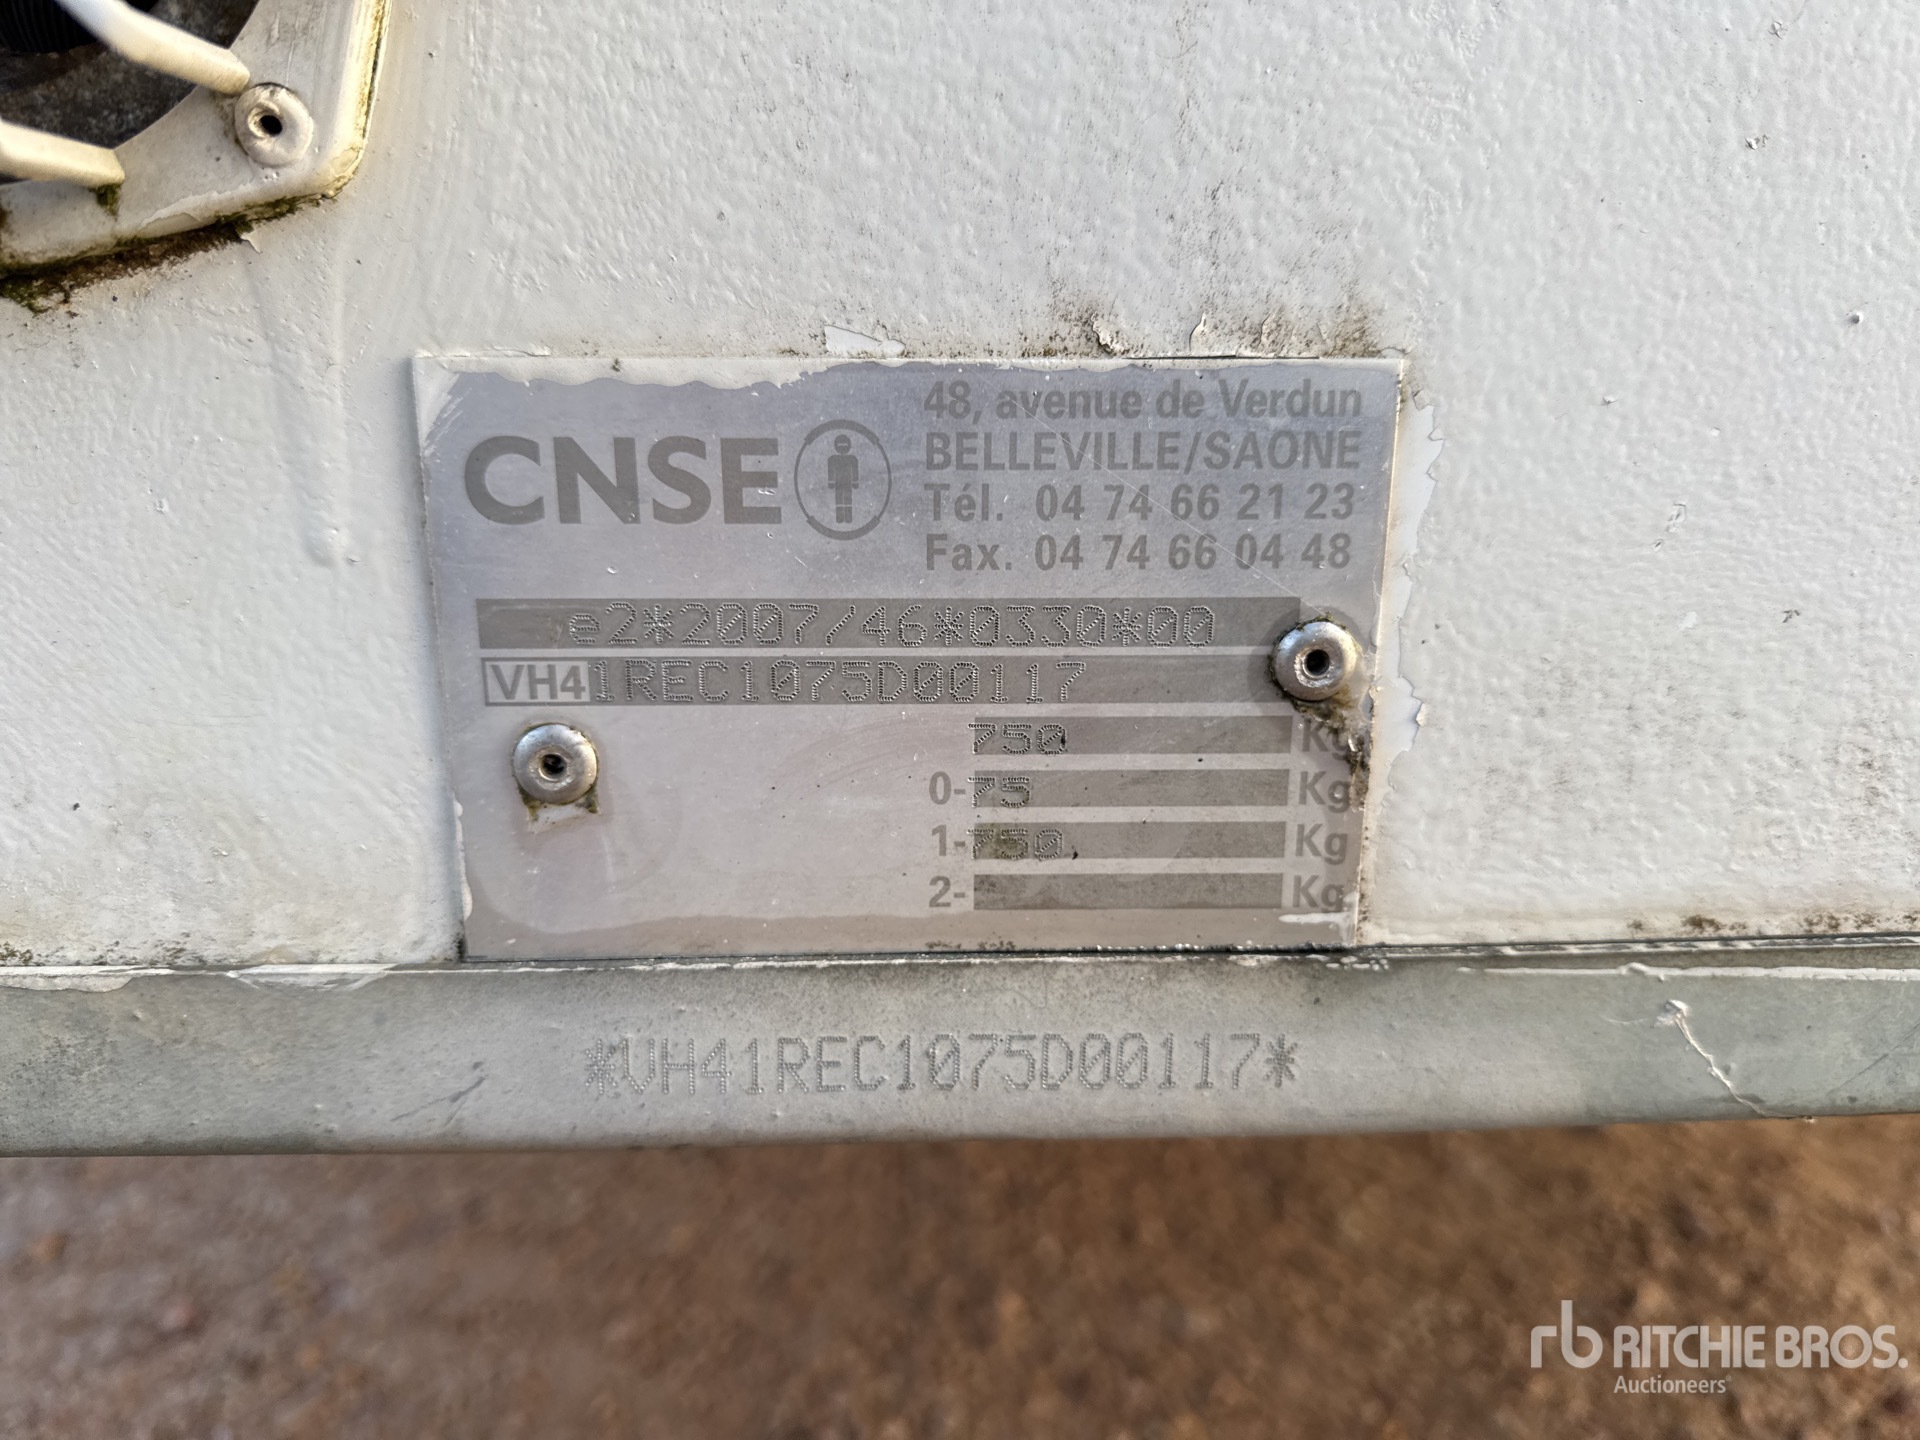 CNSE
48, avenue de Verdun
BELLEVILLE/SAONE
Tél. 04 74 66 21 23
Fax. 04 74 66 04 48
e2*2007/46*0330*00
VH41REC1075D00117
750 Kg
0-75 Kg
1-750 Kg
2- Kg
*VH41REC1075D00117*
rb RITCHIE BROS.
Auctioneers